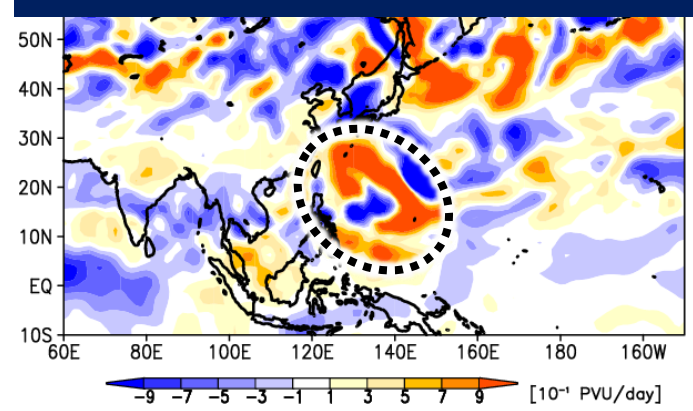 50N
40N
30N
20N
10N
EQ
10S
60E 80E 100E 120E 140E 160E 180 160W
-9 -7 -5 -3 -1 1 3 5 7 9 [10⁻¹ PVU/day]